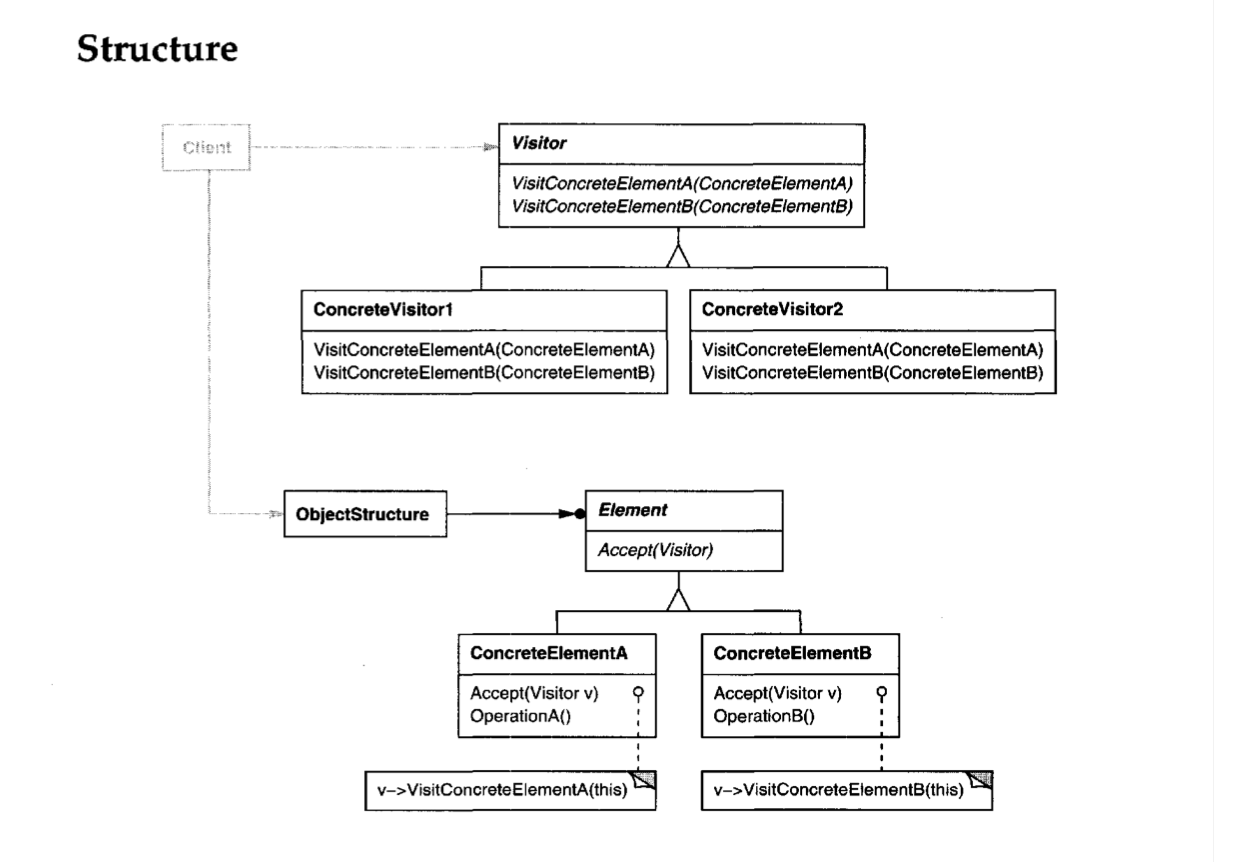 Structure
Client
Visitor
VisitConcreteElementA(ConcreteElementA)
VisitConcreteElementB(ConcreteElementB)
ConcreteVisitor1
VisitConcreteElementA(ConcreteElementA)
VisitConcreteElementB(ConcreteElementB)
ConcreteVisitor2
VisitConcreteElementA(ConcreteElementA)
VisitConcreteElementB(ConcreteElementB)
ObjectStructure
Element
Accept(Visitor)
ConcreteElementA
Accept(Visitor v)
OperationA()
ConcreteElementB
Accept(Visitor v)
OperationB()
v–>VisitConcreteElementA(this)
v–>VisitConcreteElementB(this)